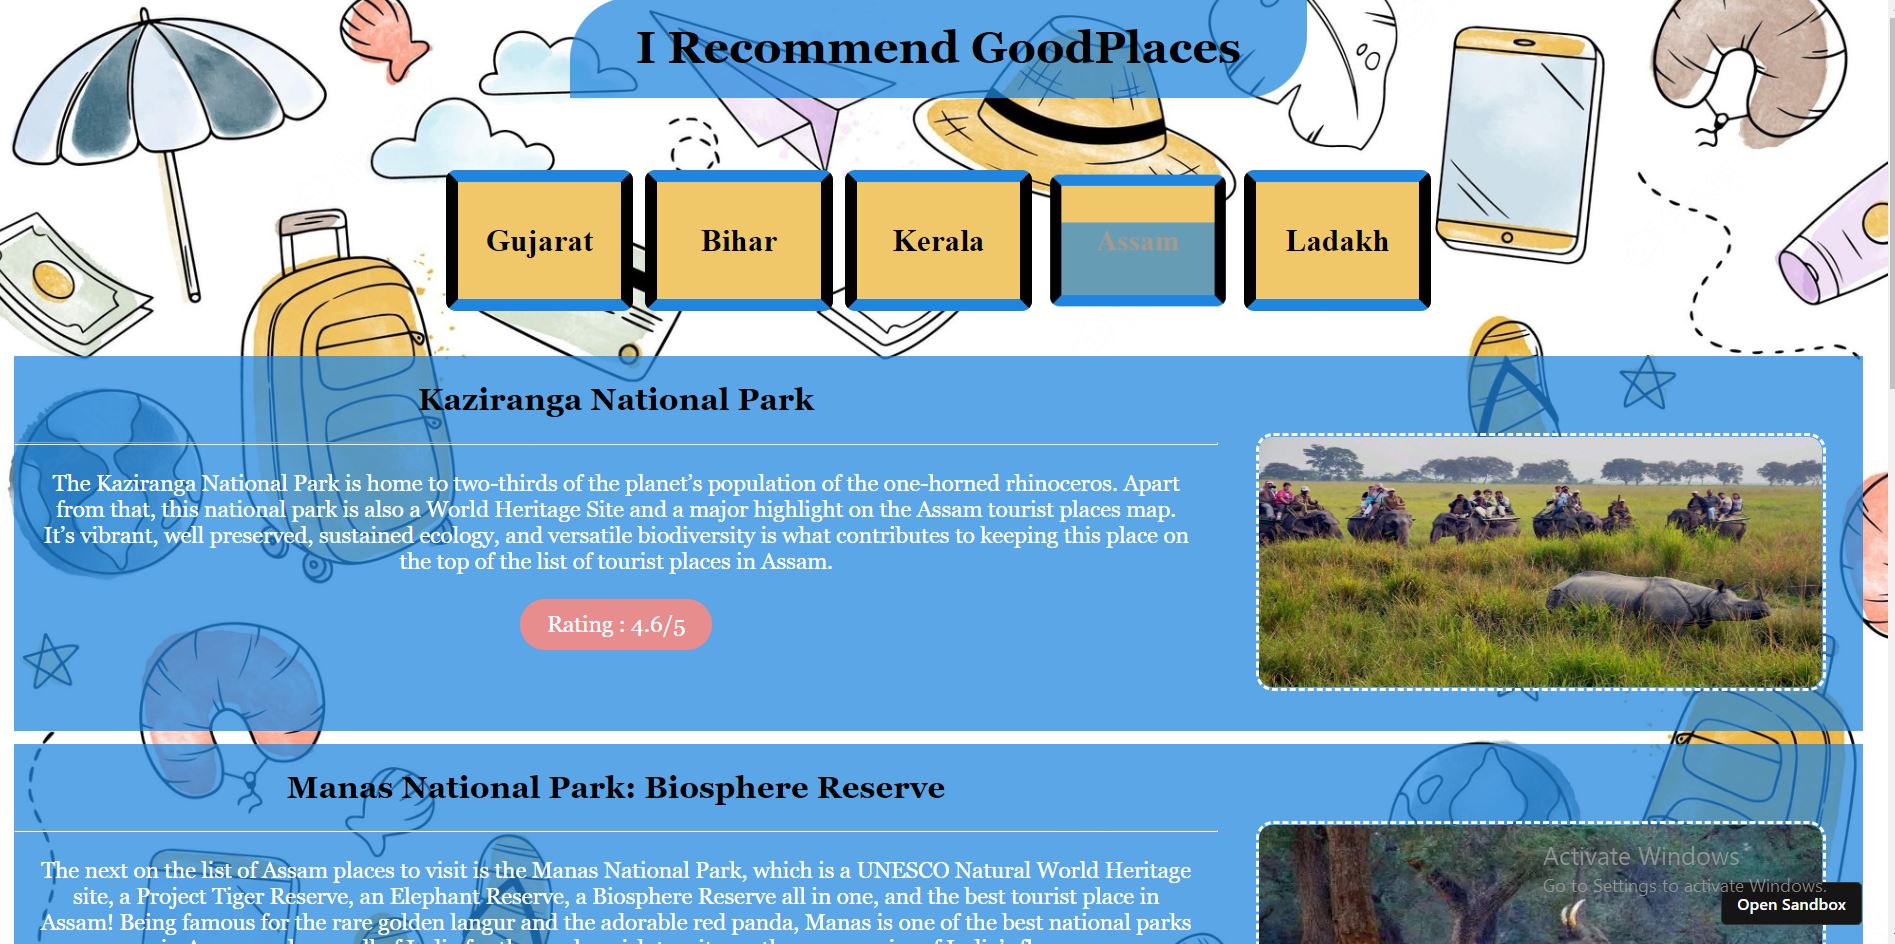 I Recommend GoodPlaces
Gujarat
Bihar
Kerala
Assam
Ladakh
Kaziranga National Park
The Kaziranga National Park is home to two-thirds of the planet’s population of the one-horned rhinoceros. Apart
from that, this national park is also a World Heritage Site and a major highlight on the Assam tourist places map.
It’s vibrant, well preserved, sustained ecology, and versatile biodiversity is what contributes to keeping this place on
the top of the list of tourist places in Assam.
Rating : 4.6/5
Manas National Park: Biosphere Reserve
The next on the list of Assam places to visit is the Manas National Park, which is a UNESCO Natural World Heritage
site, a Project Tiger Reserve, an Elephant Reserve, a Biosphere Reserve all in one, and the best tourist place in
Assam! Being famous for the rare golden langur and the adorable red panda, Manas is one of the best national parks
Activate Windows
Go to Settings to activate Windows.
Open Sandbox